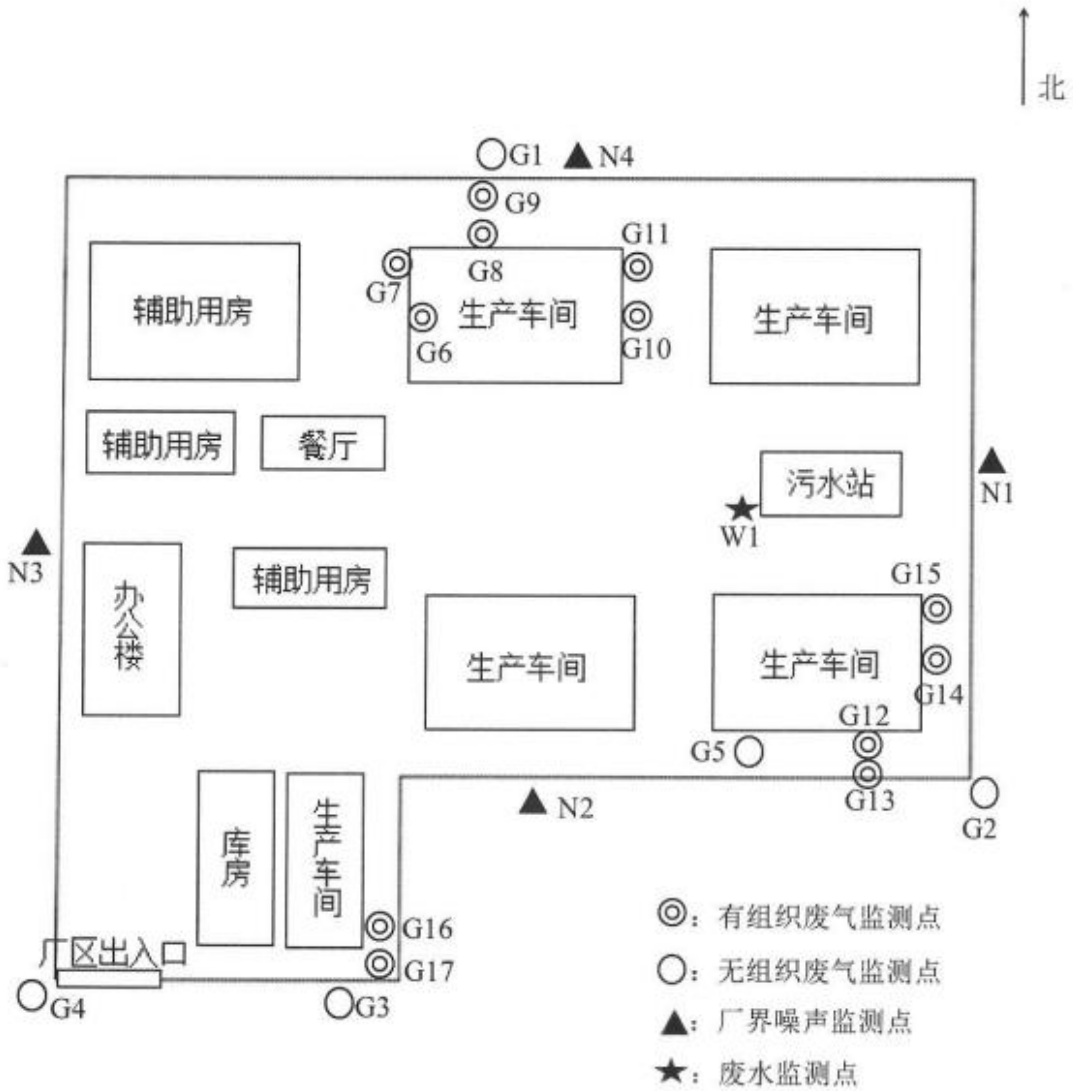 北
G1
N4
G9
G8
G11
G7
G6
生产车间
G10
辅助用房
生产车间
辅助用房
餐厅
污水站
N1
W1
N3
办公楼
辅助用房
G15
生产车间
生产车间
G14
G12
G5
G13
G2
N2
库房
生产车间
G16
G17
厂区出入口
G4
G3
◎：有组织废气监测点
○：无组织废气监测点
▲：厂界噪声监测点
★：废水监测点